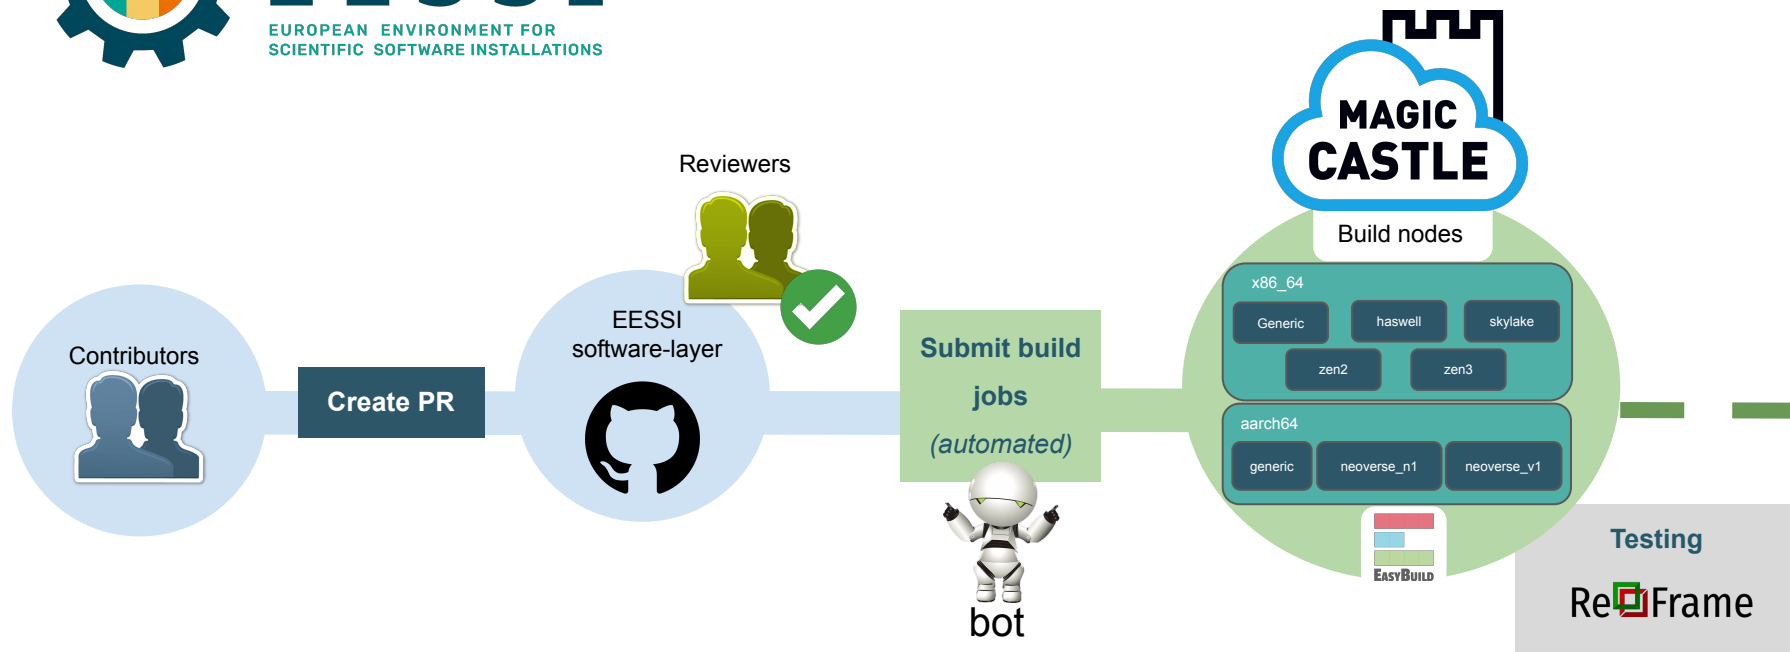 EUROPEAN ENVIRONMENT FOR
SCIENTIFIC SOFTWARE INSTALLATIONS
MAGIC
CASTLE
Reviewers
Build nodes
x86_64
Generic
haswell
skylake
zen2
zen3
EESSI
software-layer
Contributors
Create PR
Submit build
jobs
(automated)
aarch64
generic
neoverse_n1
neoverse_v1
EASYBUILD
Testing
ReFrame
bot